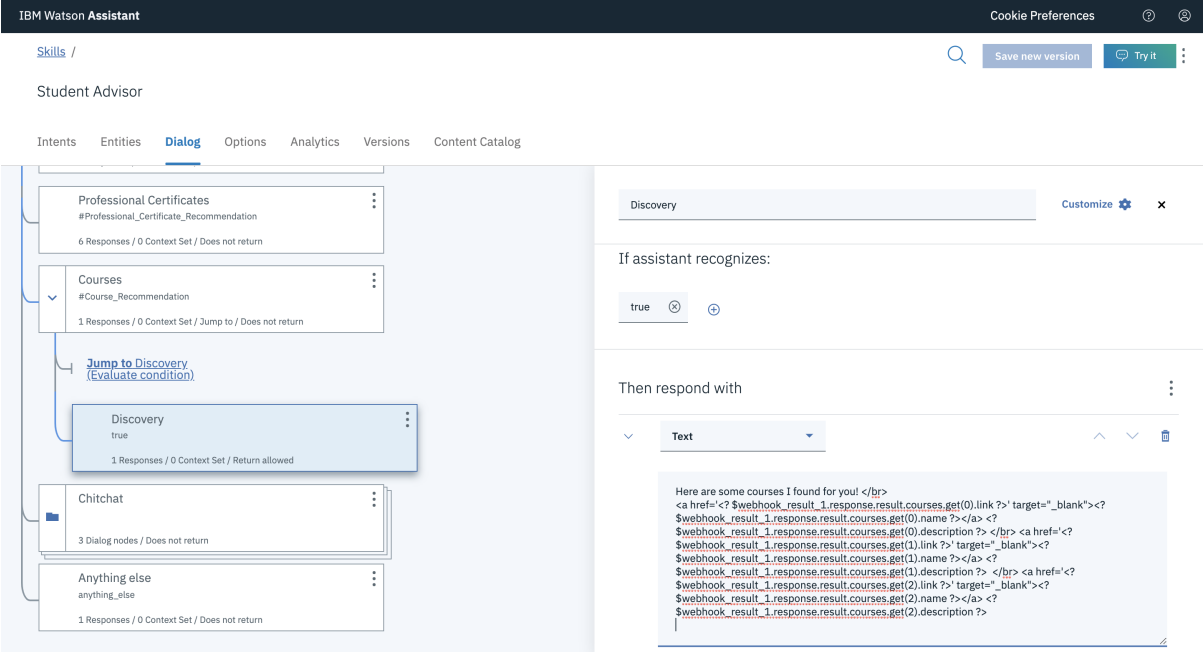 IBM Watson Assistant
Cookie Preferences
Skills /
Save new version
Try it
Student Advisor
Intents Entities Dialog Options Analytics Versions Content Catalog
Professional Certificates
#Professional_Certificate_Recommendation
6 Responses / 0 Context Set / Does not return
Courses
#Course_Recommendation
1 Responses / 0 Context Set / Jump to / Does not return
Jump to Discovery
(Evaluate condition)
Discovery
true
1 Responses / 0 Context Set / Return allowed
Chitchat
3 Dialog nodes / Does not return
Anything else
anything_else
1 Responses / 0 Context Set / Does not return
Discovery
Customize
If assistant recognizes:
true
Then respond with
Text
Here are some courses I found for you! </br>
<a href='<? $webhook_result_1.response.result.courses.get(0).link ?>' target="_blank"><?
$webhook_result_1.response.result.courses.get(0).name ?></a> <?
$webhook_result_1.response.result.courses.get(0).description ?> </br> <a href='<?
$webhook_result_1.response.result.courses.get(1).link ?>' target="_blank"><?
$webhook_result_1.response.result.courses.get(1).name ?></a> <?
$webhook_result_1.response.result.courses.get(1).description ?>  </br> <a href='<?
$webhook_result_1.response.result.courses.get(2).link ?>' target="_blank"><?
$webhook_result_1.response.result.courses.get(2).name ?></a> <?
$webhook_result_1.response.result.courses.get(2).description ?>